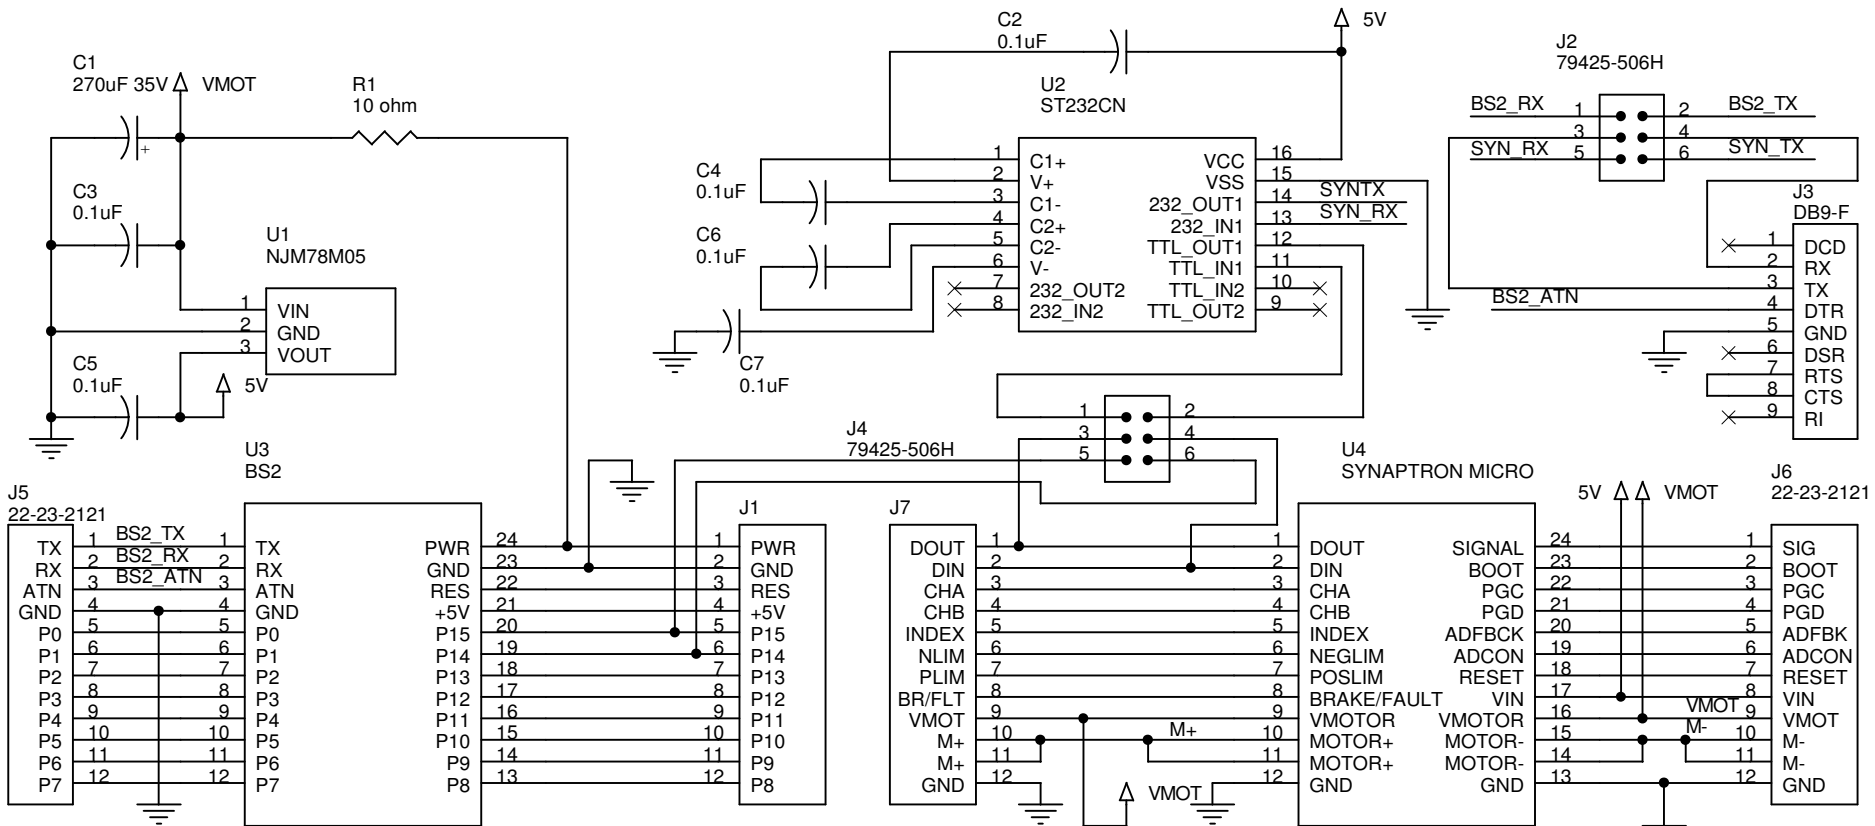 C1
270uF 35V
VMOT
R1
10 ohm
+
C3
0.1uF
U1
NJM78M05
1 VIN
2 GND
3 VOUT
C5
0.1uF
5V
C2
0.1uF
5V
U2
ST232CN
1 C1+
2 V+
3 C1-
4 C2+
5 C2-
6 V-
7 232_OUT2
8 232_IN2
VCC 16
VSS 15
232_OUT1 14 SYNTX
232_IN1 13 SYN_RX
TTL_OUT1 12
TTL_IN1 11
TTL_IN2 10
TTL_OUT2 9
C4
0.1uF
C6
0.1uF
C7
0.1uF
J2
79425-506H
BS2_RX 1 2 BS2_TX
3 4
SYN_RX 5 6 SYN_TX
J3
DB9-F
1 DCD
2 RX
3 TX
BS2_ATN 4 DTR
5 GND
6 DSR
7 RTS
8 CTS
9 RI
J4
79425-506H
1 2
3 4
5 6
J5
22-23-2121
TX 1 BS2_TX 1 TX
RX 2 BS2_RX 2 RX
ATN 3 BS2_ATN 3 ATN
GND 4 4 GND
P0 5 5 P0
P1 6 6 P1
P2 7 7 P2
P3 8 8 P3
P4 9 9 P4
P5 10 10 P5
P6 11 11 P6
P7 12 12 P7
U3
BS2
J1
PWR 24 1 PWR
GND 23 2 GND
RES 22 3 RES
+5V 21 4 +5V
P15 20 5 P15
P14 19 6 P14
P13 18 7 P13
P12 17 8 P12
P11 16 9 P11
P10 15 10 P10
P9 14 11 P9
P8 13 12 P8
J7
DOUT 1 1 DOUT
DIN 2 2 DIN
CHA 3 3 CHA
CHB 4 4 CHB
INDEX 5 5 INDEX
NLIM 6 6 NEGLIM
PLIM 7 7 POSLIM
BR/FLT 8 8 BRAKE/FAULT
VMOT 9 9 VMOTOR
M+ 10 M+ 10 MOTOR+
M+ 11 11 MOTOR+
GND 12 12 GND
VMOT
U4
SYNAPTRON MICRO
5V
VMOT
J6
22-23-2121
SIGNAL 24 1 SIG
BOOT 23 2 BOOT
PGC 22 3 PGC
PGD 21 4 PGD
ADFBCK 20 5 ADFBK
ADCON 19 6 ADCON
RESET 18 7 RESET
VIN 17 8 VIN
VMOTOR 16 VMOT 9 VMOT
MOTOR- 15 M- 10 M-
MOTOR- 14 11 M-
GND 13 12 GND